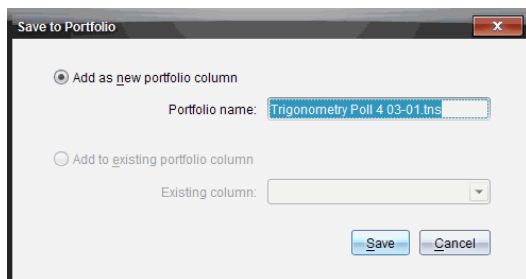 Save to Portfolio
Add as new portfolio column
Portfolio name: Trigonometry Poll 4 03-01.tns
Add to existing portfolio column
Existing column:
Save Cancel